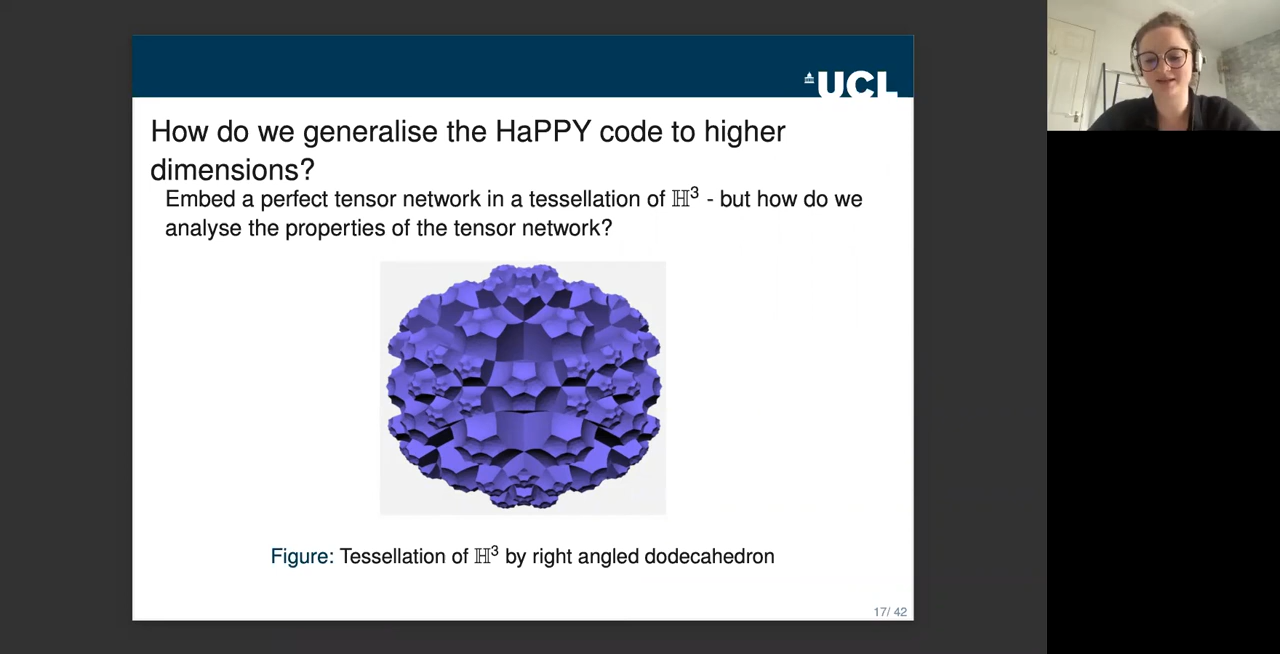 UCL
How do we generalise the HaPPY code to higher
dimensions?
Embed a perfect tensor network in a tessellation of ℍ³ - but how do we
analyse the properties of the tensor network?
Figure: Tessellation of ℍ³ by right angled dodecahedron
17/ 42